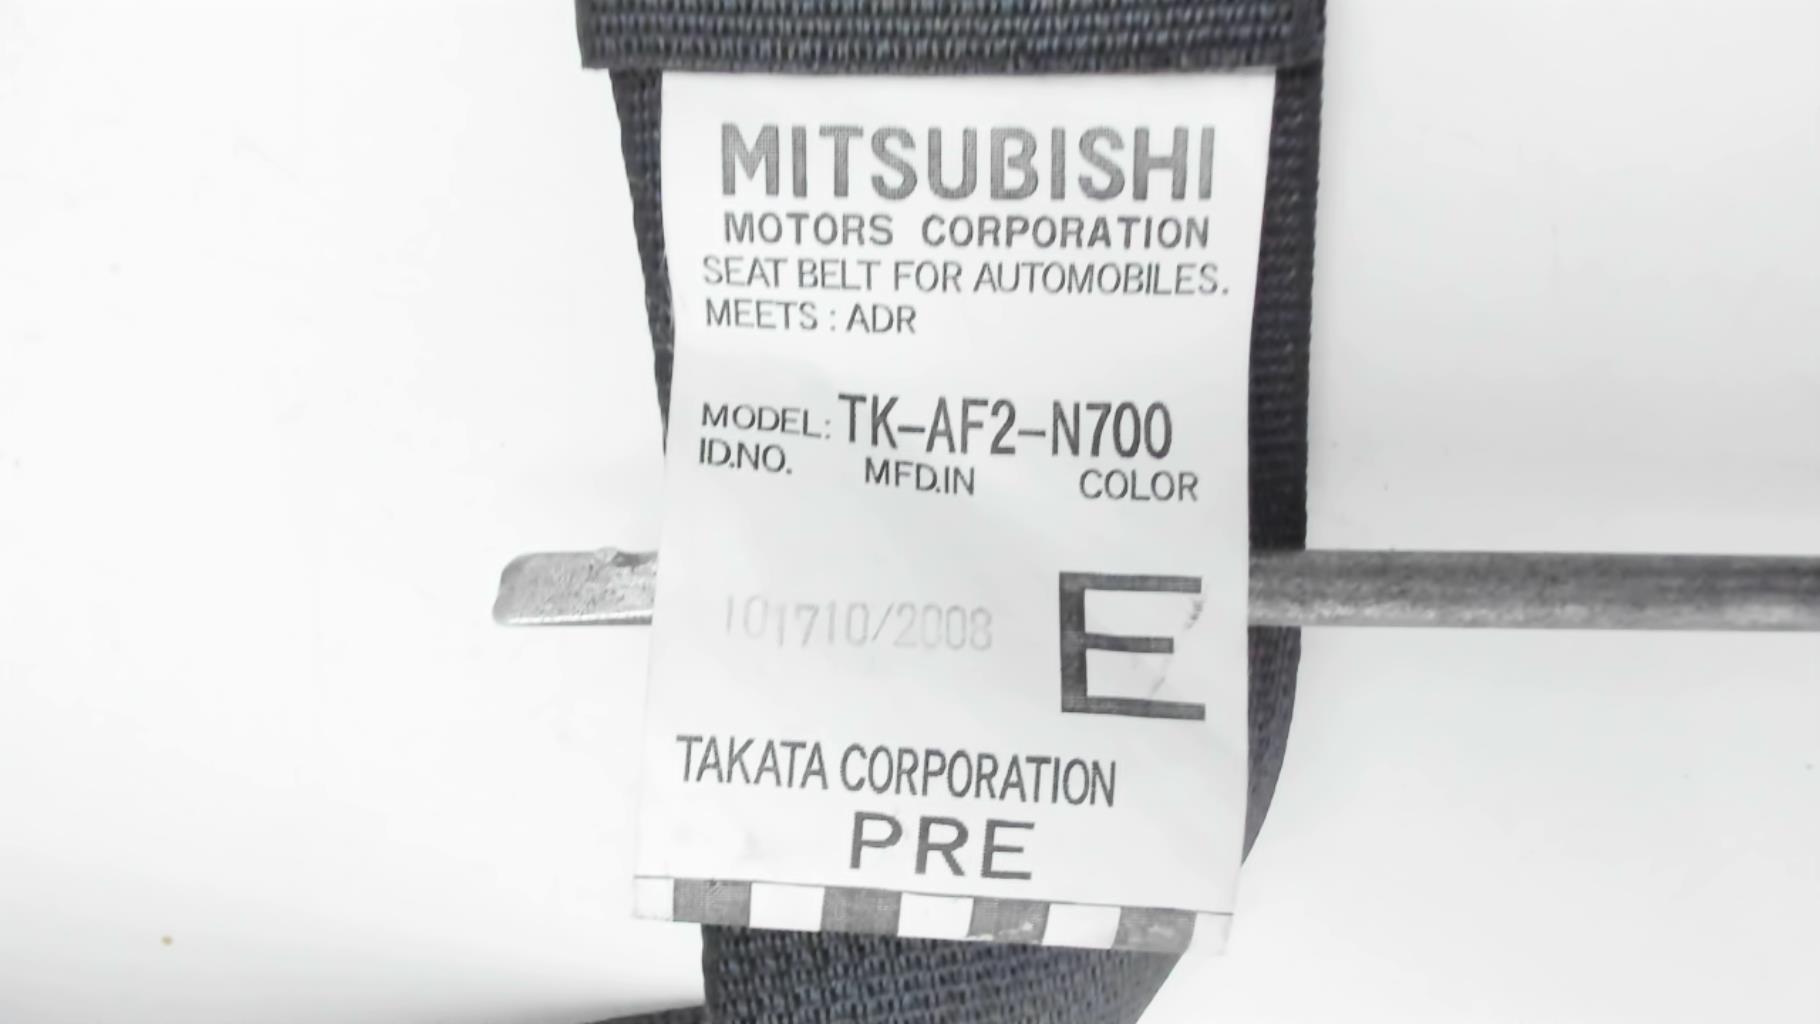 MITSUBISHI
MOTORS CORPORATION
SEAT BELT FOR AUTOMOBILES.
MEETS : ADR
MODEL: TK-AF2-N700
ID.NO. MFD.IN COLOR
101710/2008 E
TAKATA CORPORATION
PRE